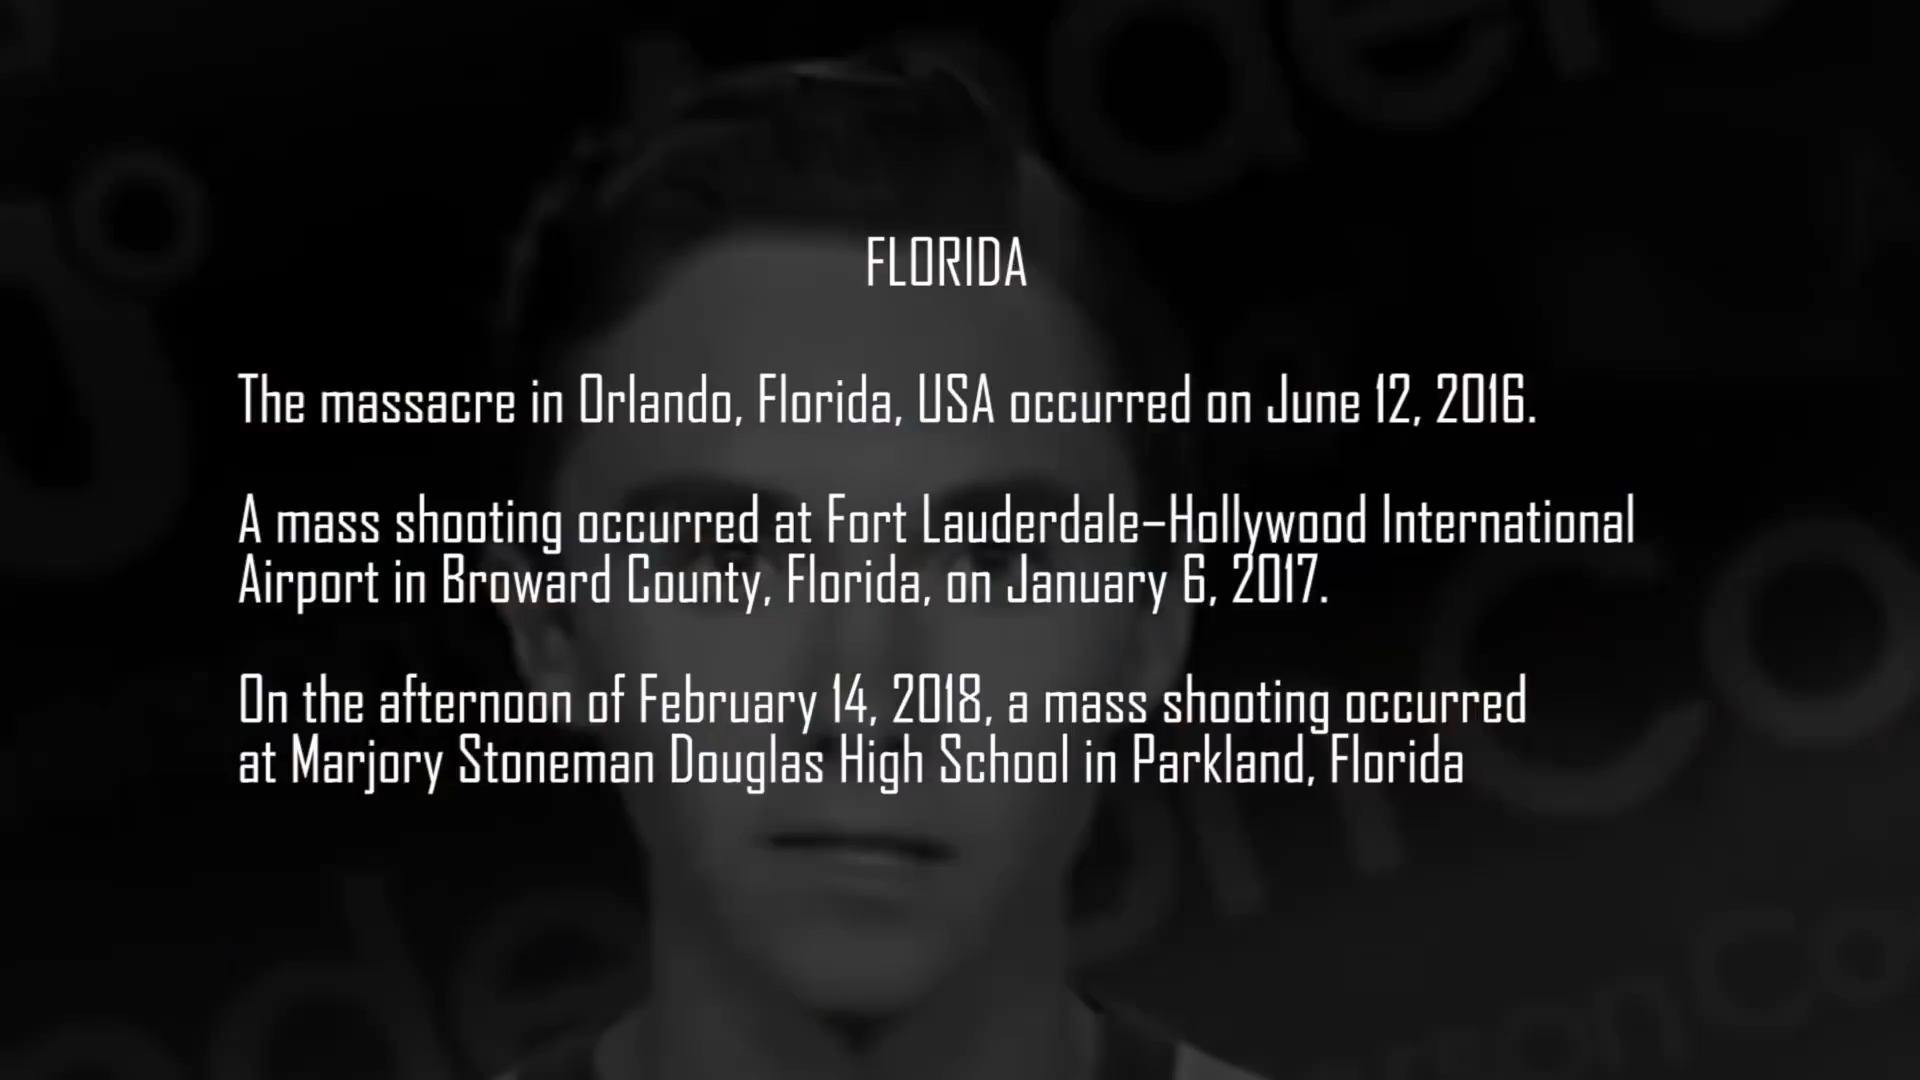 FLORIDA
The massacre in Orlando, Florida, USA occurred on June 12, 2016.
A mass shooting occurred at Fort Lauderdale–Hollywood International
Airport in Broward County, Florida, on January 6, 2017.
On the afternoon of February 14, 2018, a mass shooting occurred
at Marjory Stoneman Douglas High School in Parkland, Florida